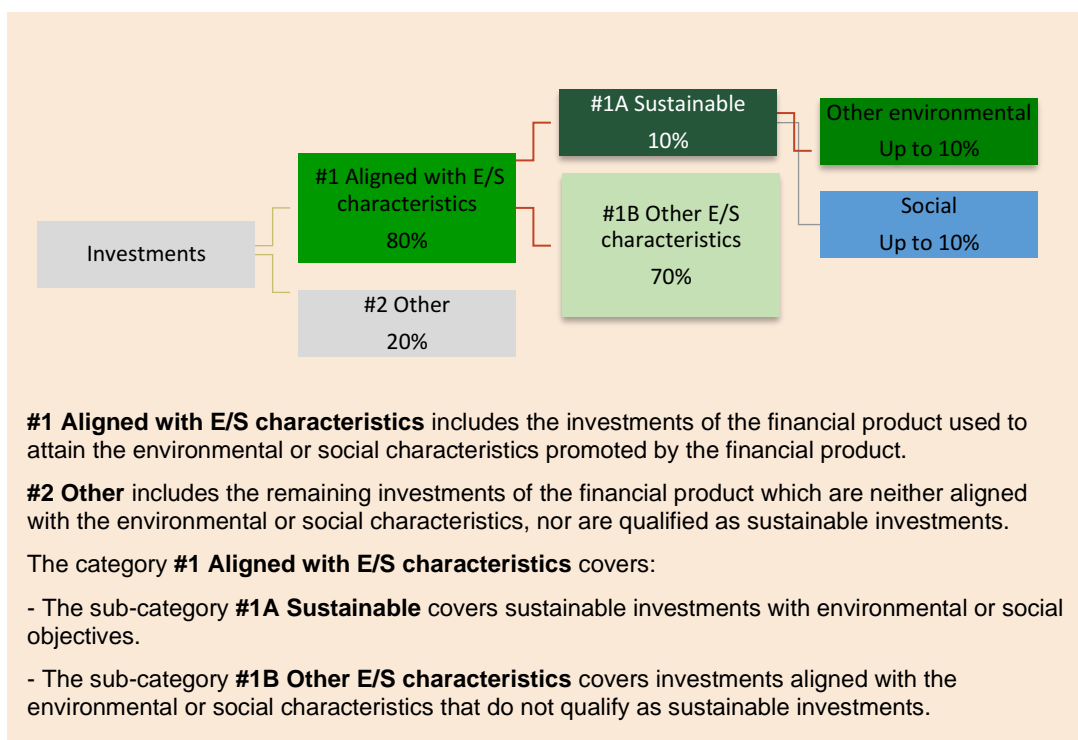 #1A Sustainable
10%
Other environmental
Up to 10%
#1 Aligned with E/S
characteristics
80%
#1B Other E/S
characteristics
70%
Social
Up to 10%
Investments
#2 Other
20%
#1 Aligned with E/S characteristics includes the investments of the financial product used to
attain the environmental or social characteristics promoted by the financial product.
#2 Other includes the remaining investments of the financial product which are neither aligned
with the environmental or social characteristics, nor are qualified as sustainable investments.
The category #1 Aligned with E/S characteristics covers:
- The sub-category #1A Sustainable covers sustainable investments with environmental or social
objectives.
- The sub-category #1B Other E/S characteristics covers investments aligned with the
environmental or social characteristics that do not qualify as sustainable investments.